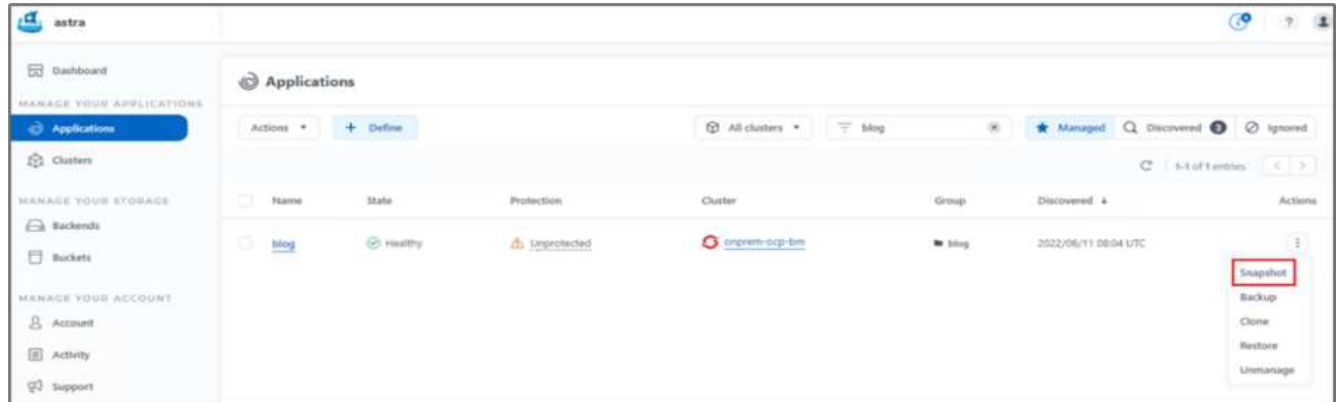 astra
?
Dashboard
Applications
MANAGE YOUR APPLICATIONS
Applications
Actions
+ Define
All clusters
blog
Managed
Discovered
Ignored
Clusters
1-1 of 1 entries
< >
MANAGE YOUR STORAGE
Name State Protection Cluster Group Discovered Actions
Backends
blog Healthy Unprotected onprem-ocp-bm blog 2022/06/11 08:04 UTC
Buckets
Snapshot
MANAGE YOUR ACCOUNT
Backup
Account
Clone
Activity
Restore
Support
Unmanage